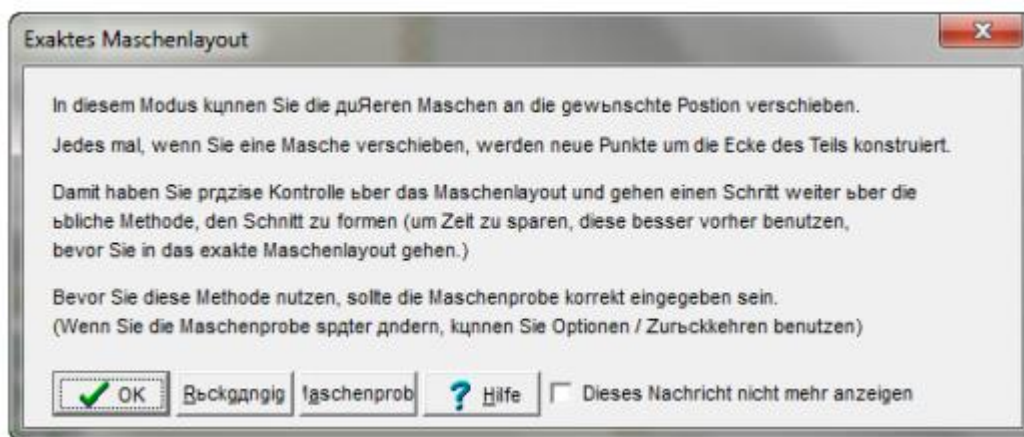 Exaktes Maschenlayout
In diesem Modus kцnnen Sie die дuЯeren Maschen an die gewьnschte Postion verschieben.
Jedes mal, wenn Sie eine Masche verschieben, werden neue Punkte um die Ecke des Teils konstruiert.
Damit haben Sie prдzise Kontrolle ьber das Maschenlayout und gehen einen Schritt weiter ьber die
ьbliche Methode, den Schnitt zu formen (um Zeit zu sparen, diese besser vorher benutzen,
bevor Sie in das exakte Maschenlayout gehen.)
Bevor Sie diese Methode nutzen, sollte die Maschenprobe korrekt eingegeben sein.
(Wenn Sie die Maschenprobe spдter дndern, kцnnen Sie Optionen / Zurьckkehren benutzen)
OK Rьckgдngig aschenprob ? Hilfe Dieses Nachricht nicht mehr anzeigen